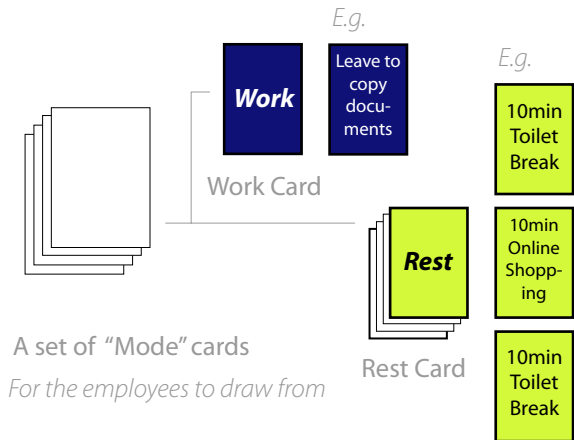 E.g.
Work
Leave to
copy
docu-
ments
Work Card
E.g.
10min
Toilet
Break
10min
Online
Shopp-
ing
10min
Toilet
Break
Rest
Rest Card
A set of “Mode” cards
For the employees to draw from